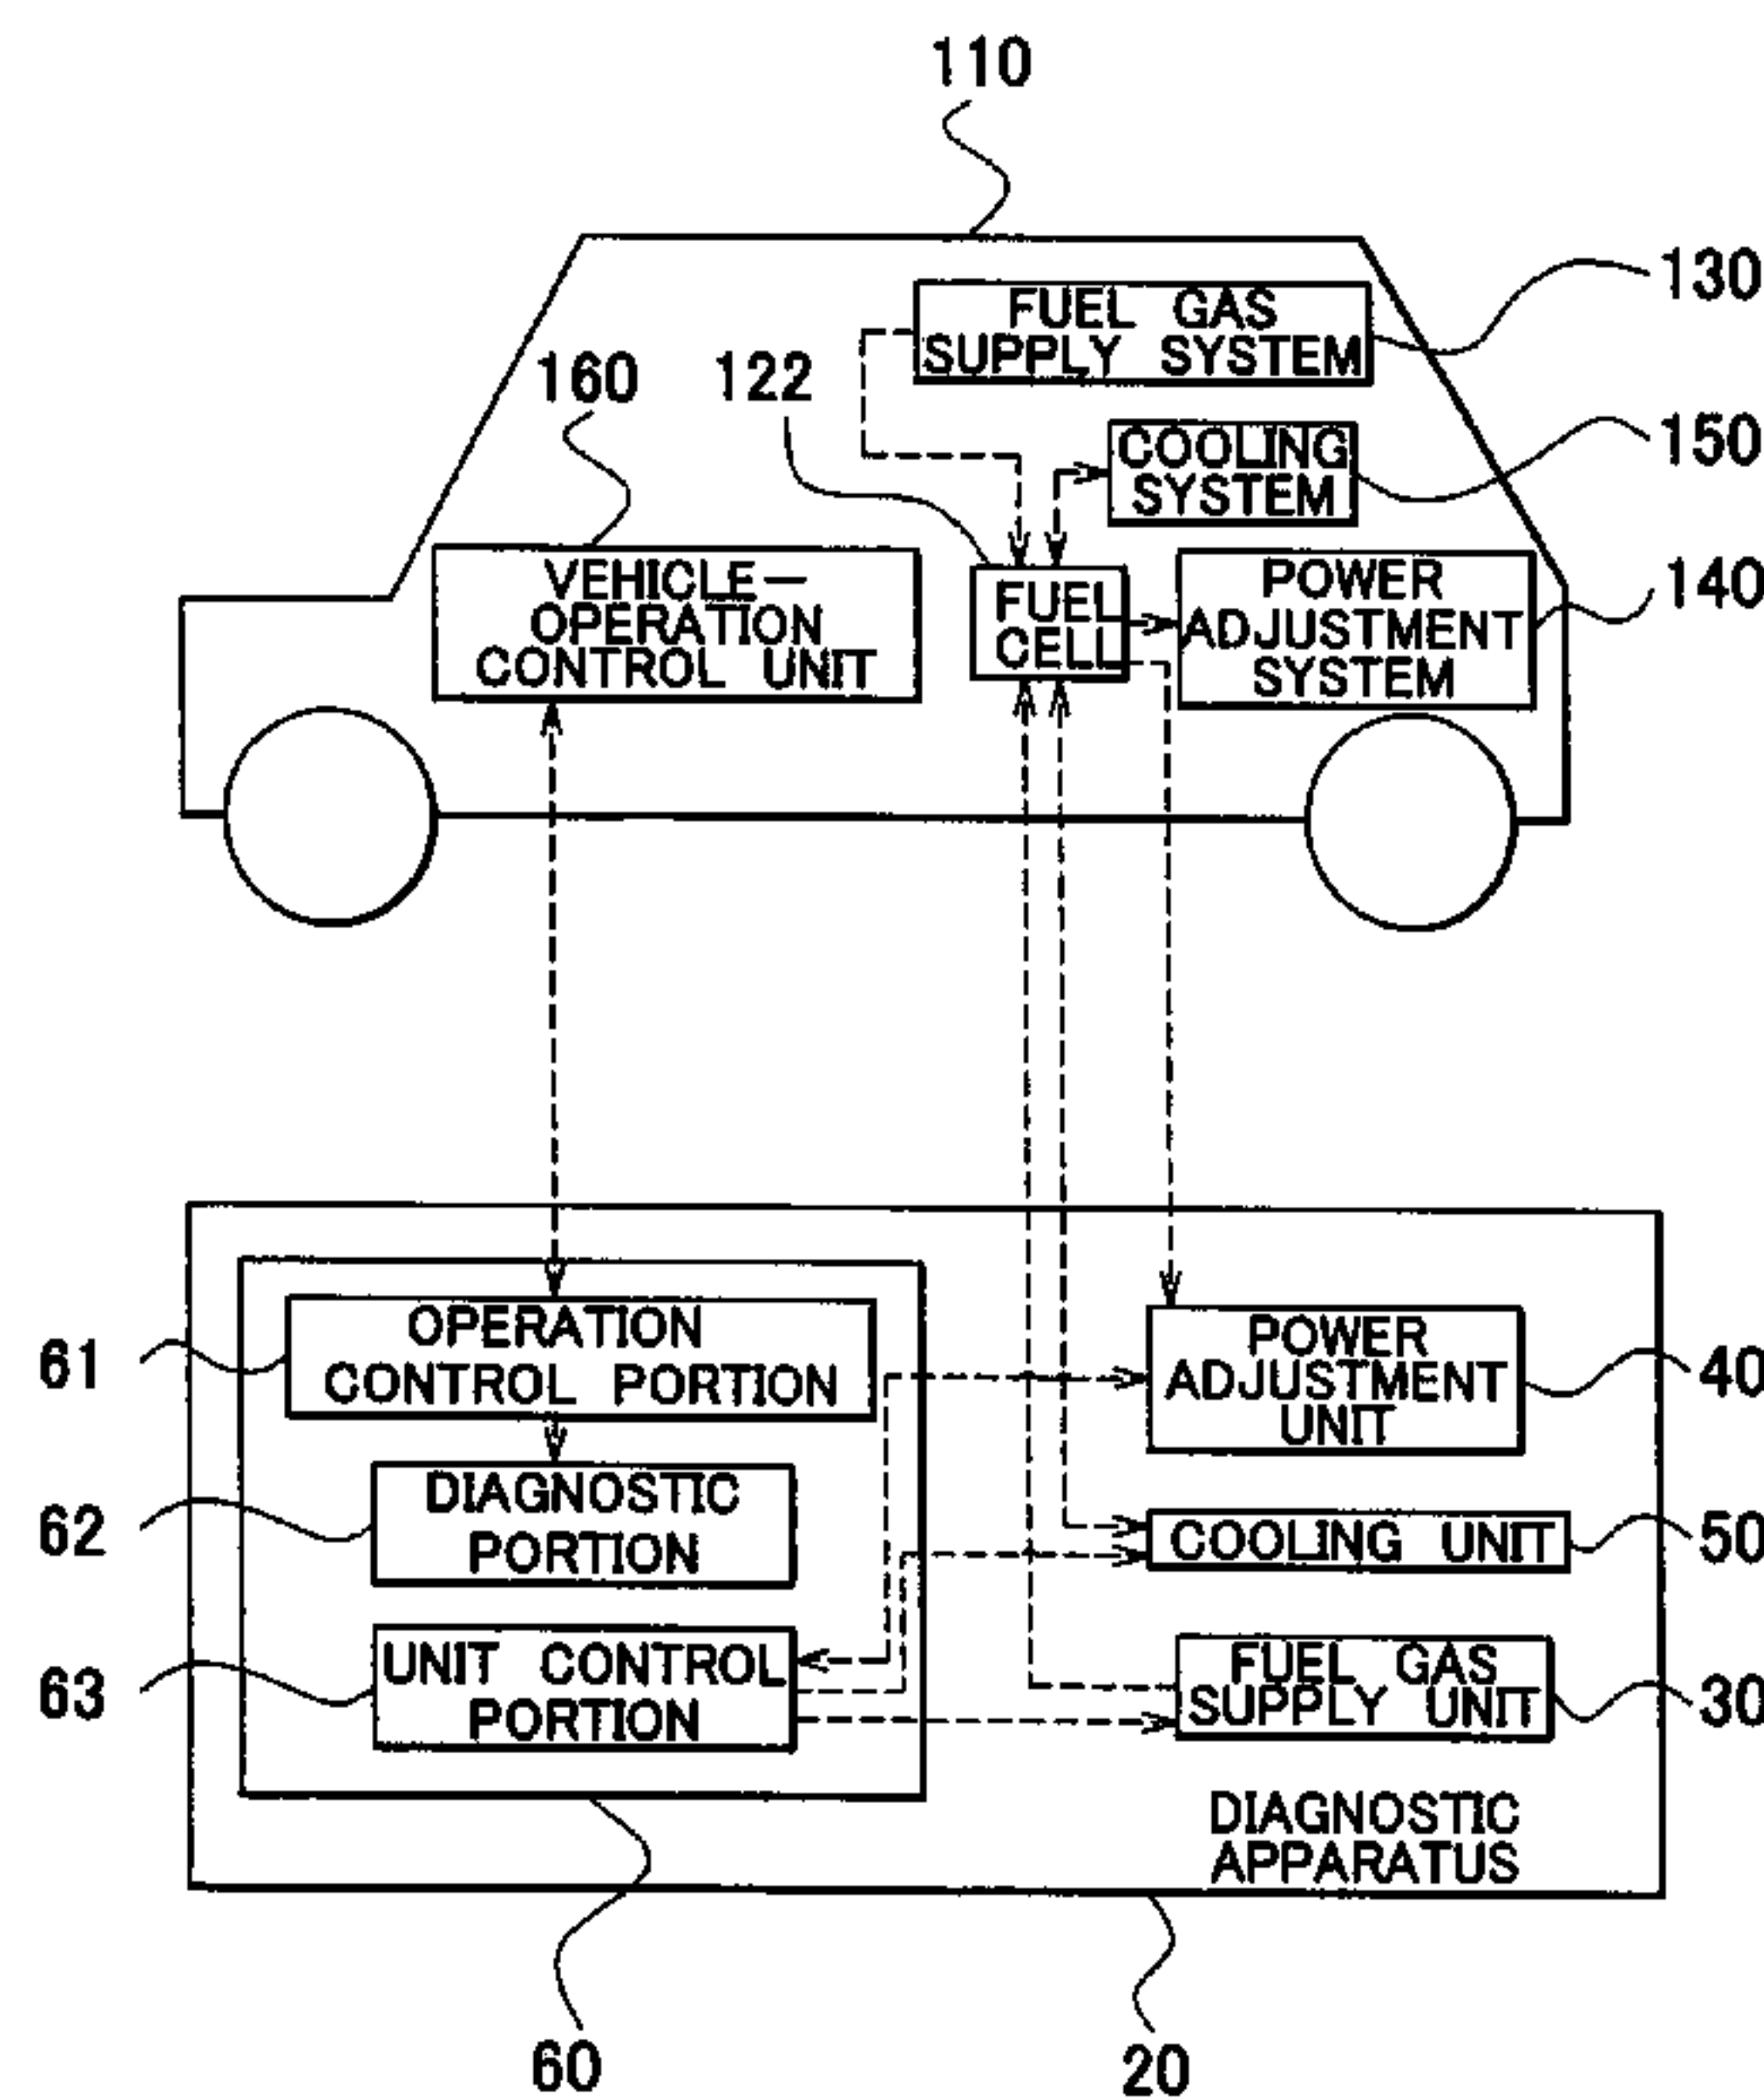 110
FUEL GAS
SUPPLY SYSTEM
130
160
122
COOLING
SYSTEM
150
VEHICLE—
OPERATION
CONTROL UNIT
FUEL
CELL
POWER
ADJUSTMENT
SYSTEM
140
61
OPERATION
CONTROL PORTION
POWER
ADJUSTMENT
UNIT
40
62
DIAGNOSTIC
PORTION
COOLING UNIT
50
63
UNIT CONTROL
PORTION
FUEL GAS
SUPPLY UNIT
30
DIAGNOSTIC
APPARATUS
60
20